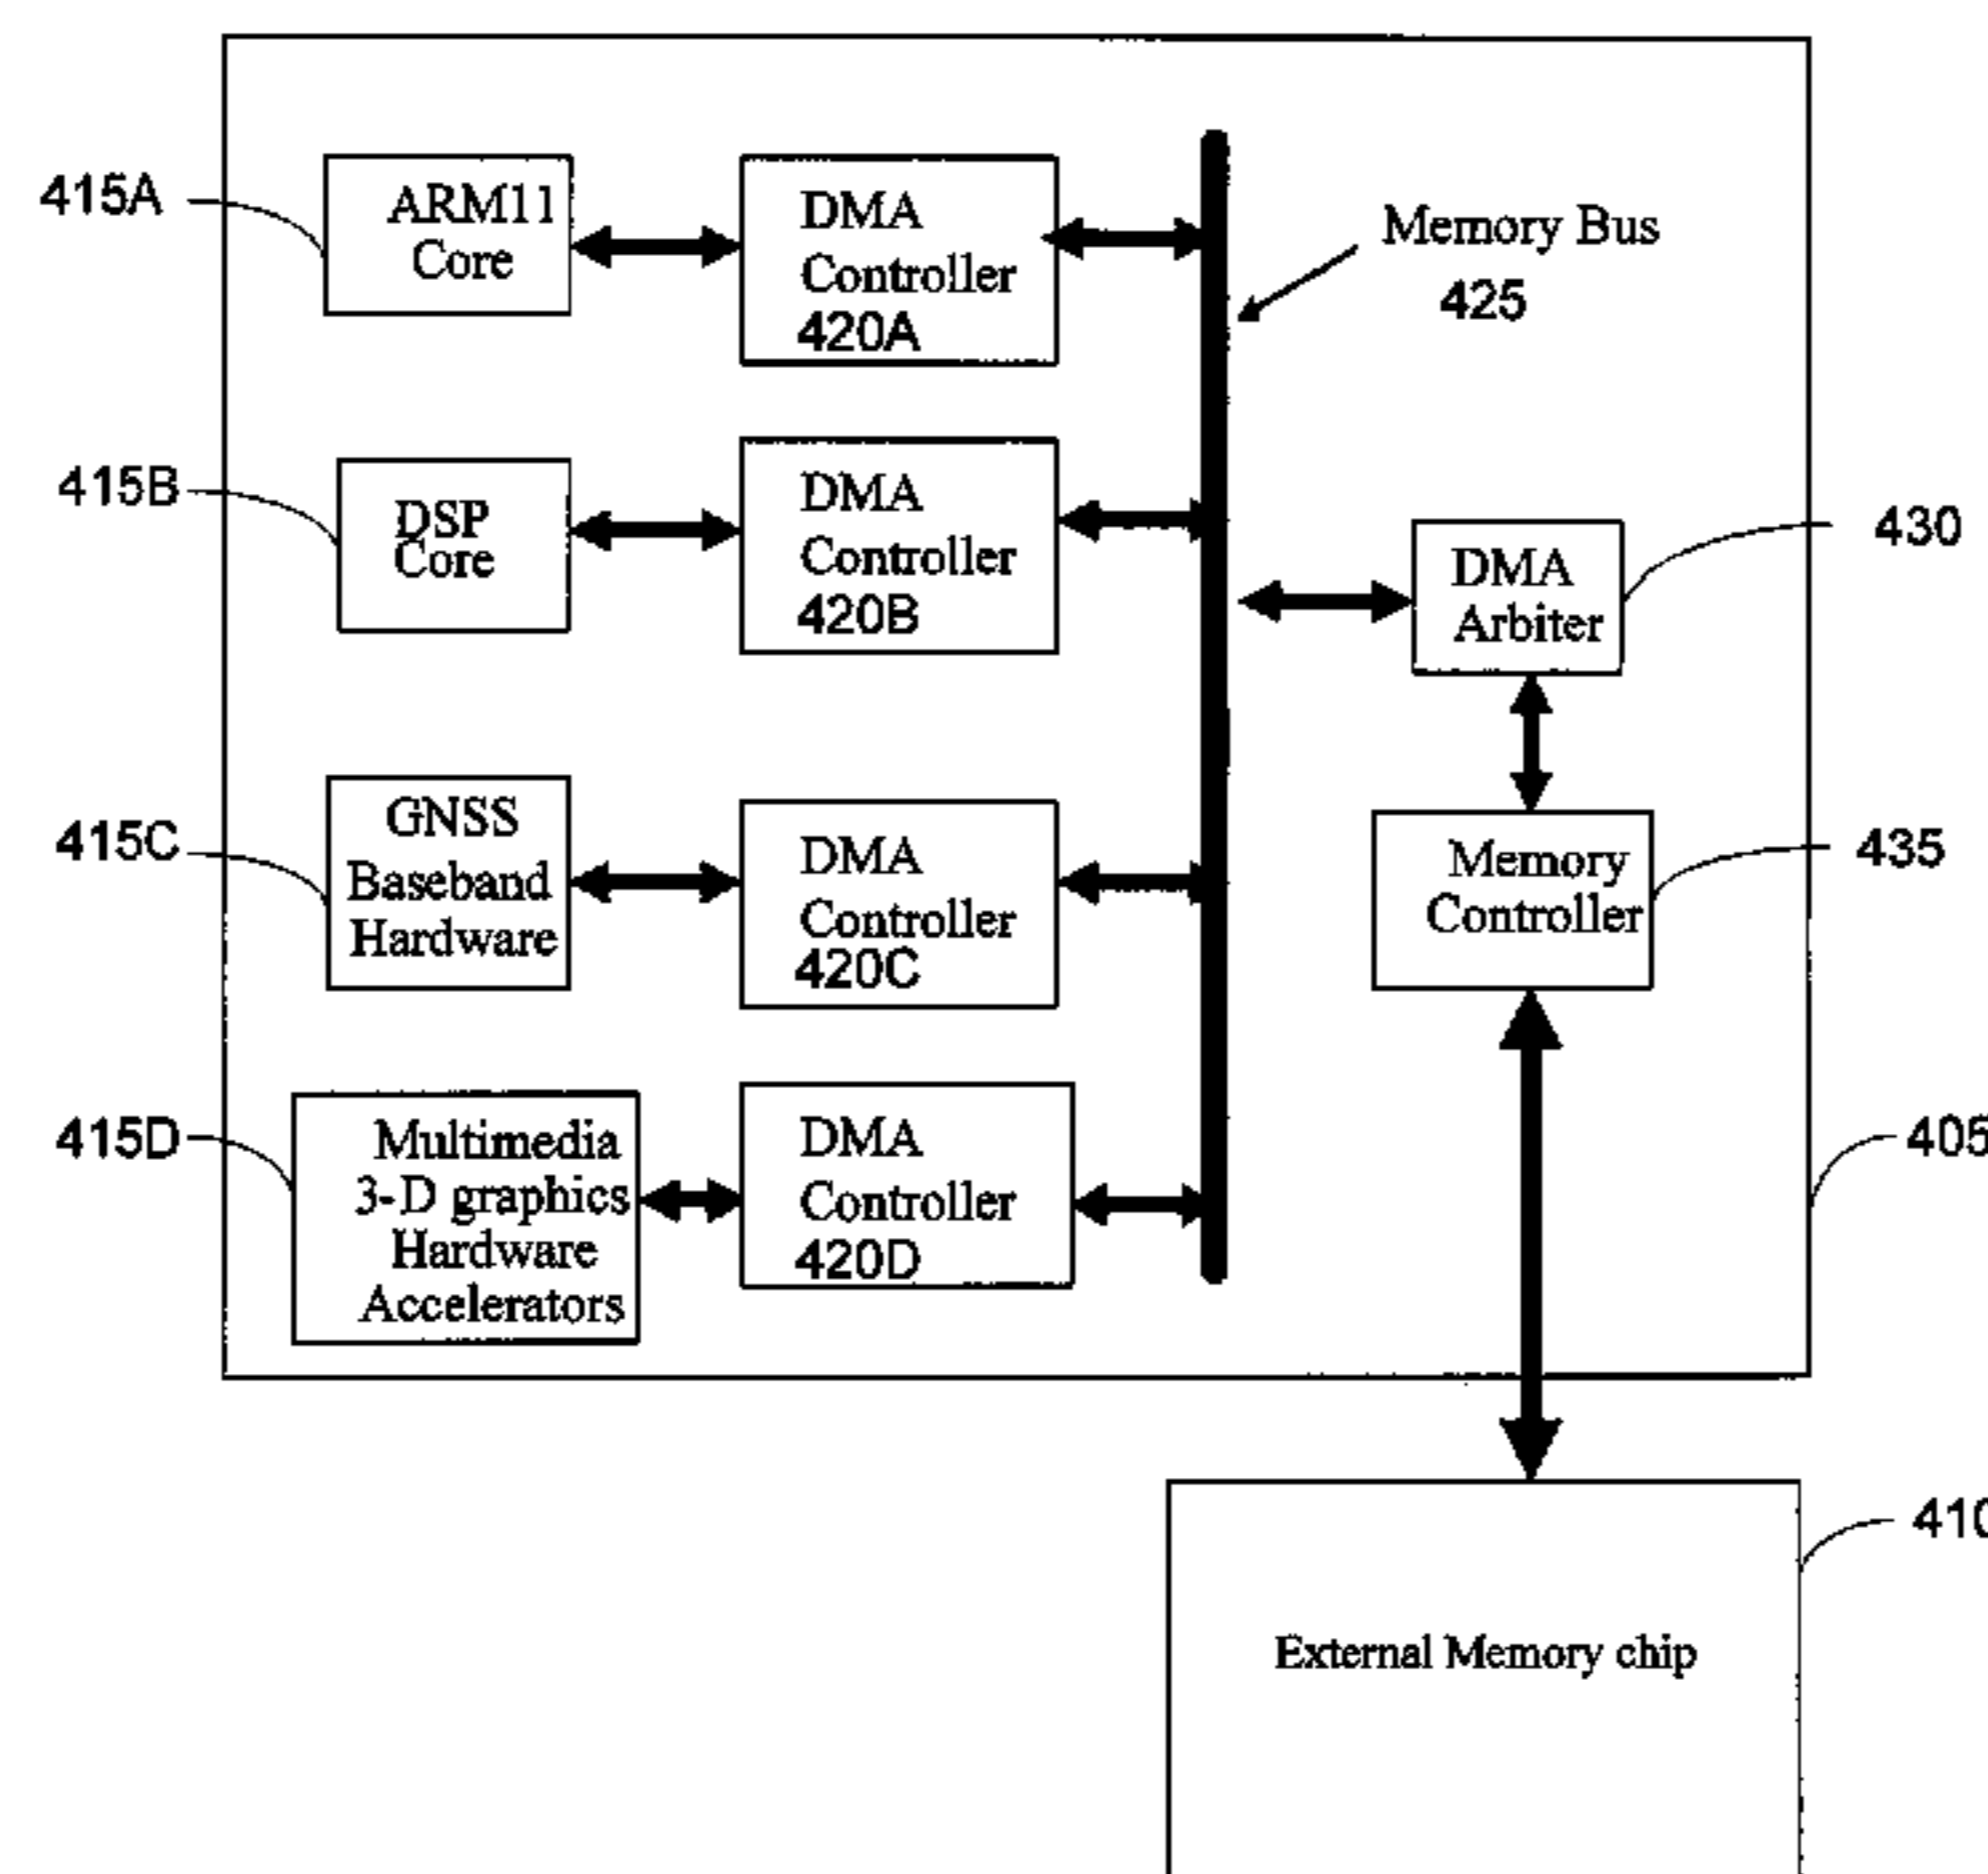 415A
ARM11
Core
DMA
Controller
420A
Memory Bus
425
415B
DSP
Core
DMA
Controller
420B
DMA
Arbiter
430
415C
GNSS
Baseband
Hardware
DMA
Controller
420C
Memory
Controller
435
415D
Multimedia
3-D graphics
Hardware
Accelerators
DMA
Controller
420D
405
410
External Memory chip